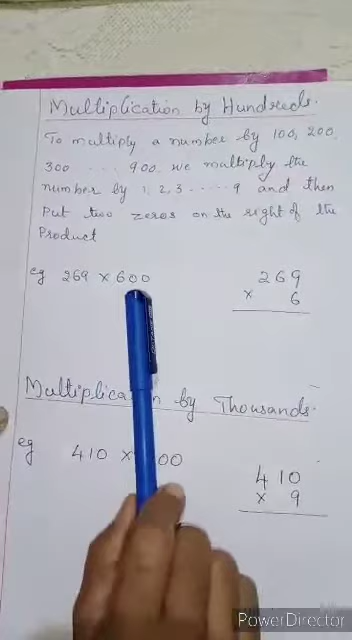 Multiplication by Hundreds.
To multiply a number by 100, 200,
300 ... 900, we multiply the
number by 1, 2, 3 ..... 9 and then
Put two zeros on the right of the
Product
eg 269 × 600
269
× 6
Multiplication by Thousands.
eg 410 × 00
410
× 9
PowerDirector